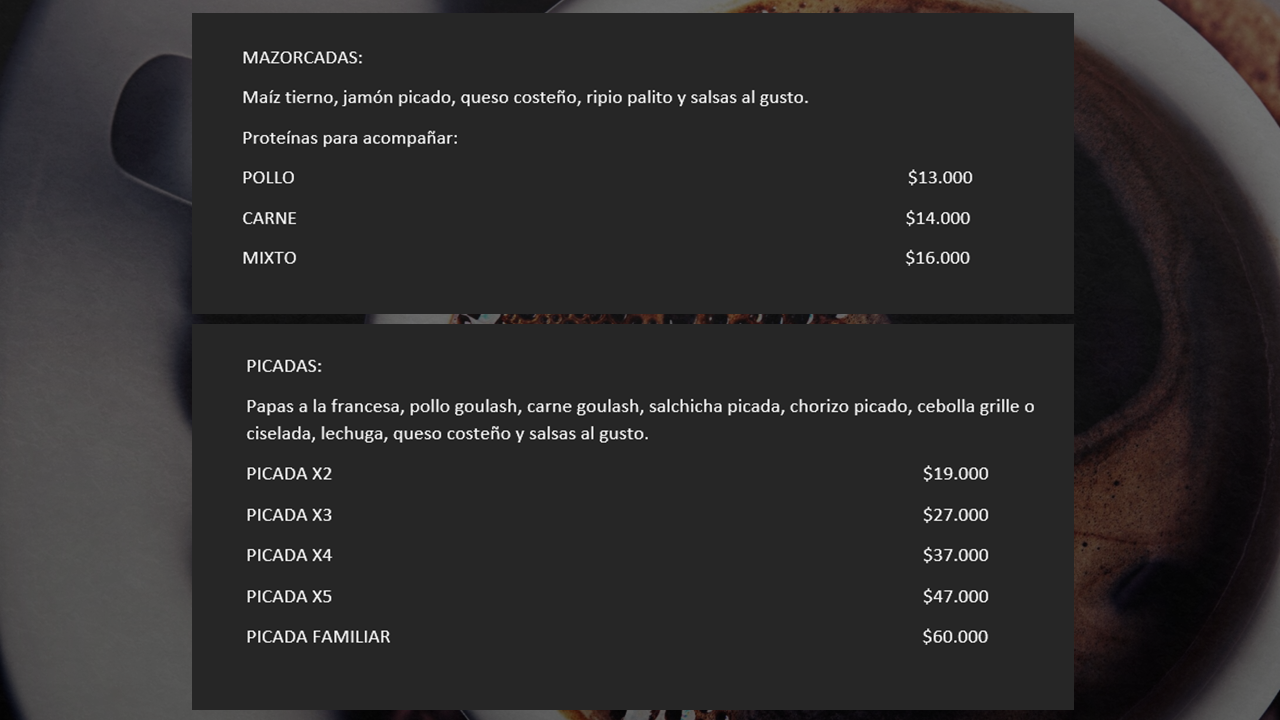 MAZORCADAS:
Maíz tierno, jamón picado, queso costeño, ripio palito y salsas al gusto.
Proteínas para acompañar:
POLLO $13.000
CARNE $14.000
MIXTO $16.000
PICADAS:
Papas a la francesa, pollo goulash, carne goulash, salchicha picada, chorizo picado, cebolla grille o
ciselada, lechuga, queso costeño y salsas al gusto.
PICADA X2 $19.000
PICADA X3 $27.000
PICADA X4 $37.000
PICADA X5 $47.000
PICADA FAMILIAR $60.000